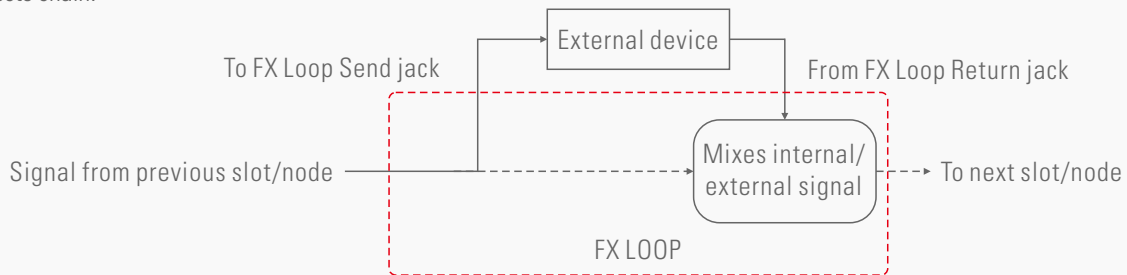 External device
To FX Loop Send jack
From FX Loop Return jack
Signal from previous slot/node
Mixes internal/
external signal
To next slot/node
FX LOOP